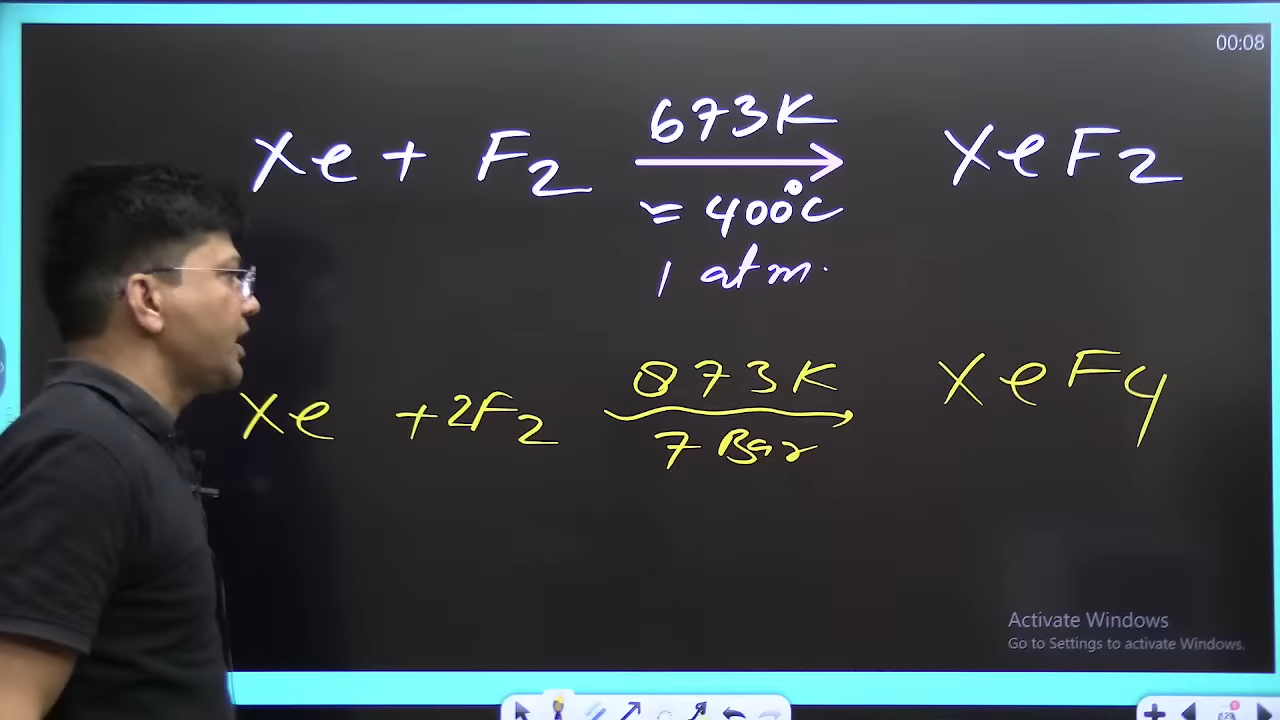 00:08
Xe + F2 673K XeF2
≈ 400°C
1 atm.
Xe + 2F2 873K XeF4
7 Bar
Activate Windows
Go to Settings to activate Windows.